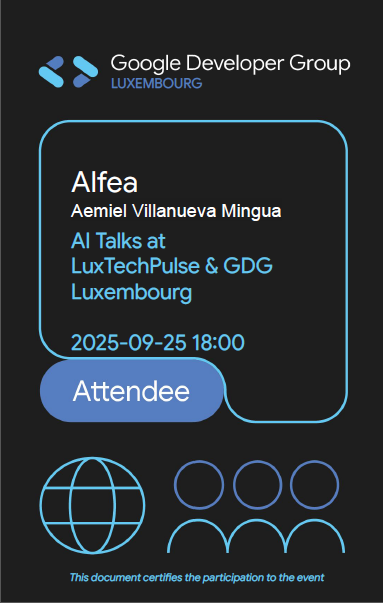 Google Developer Group
LUXEMBOURG
Alfea
Aemiel Villanueva Mingua
AI Talks at
LuxTechPulse & GDG
Luxembourg
2025-09-25 18:00
Attendee
This document certifies the participation to the event